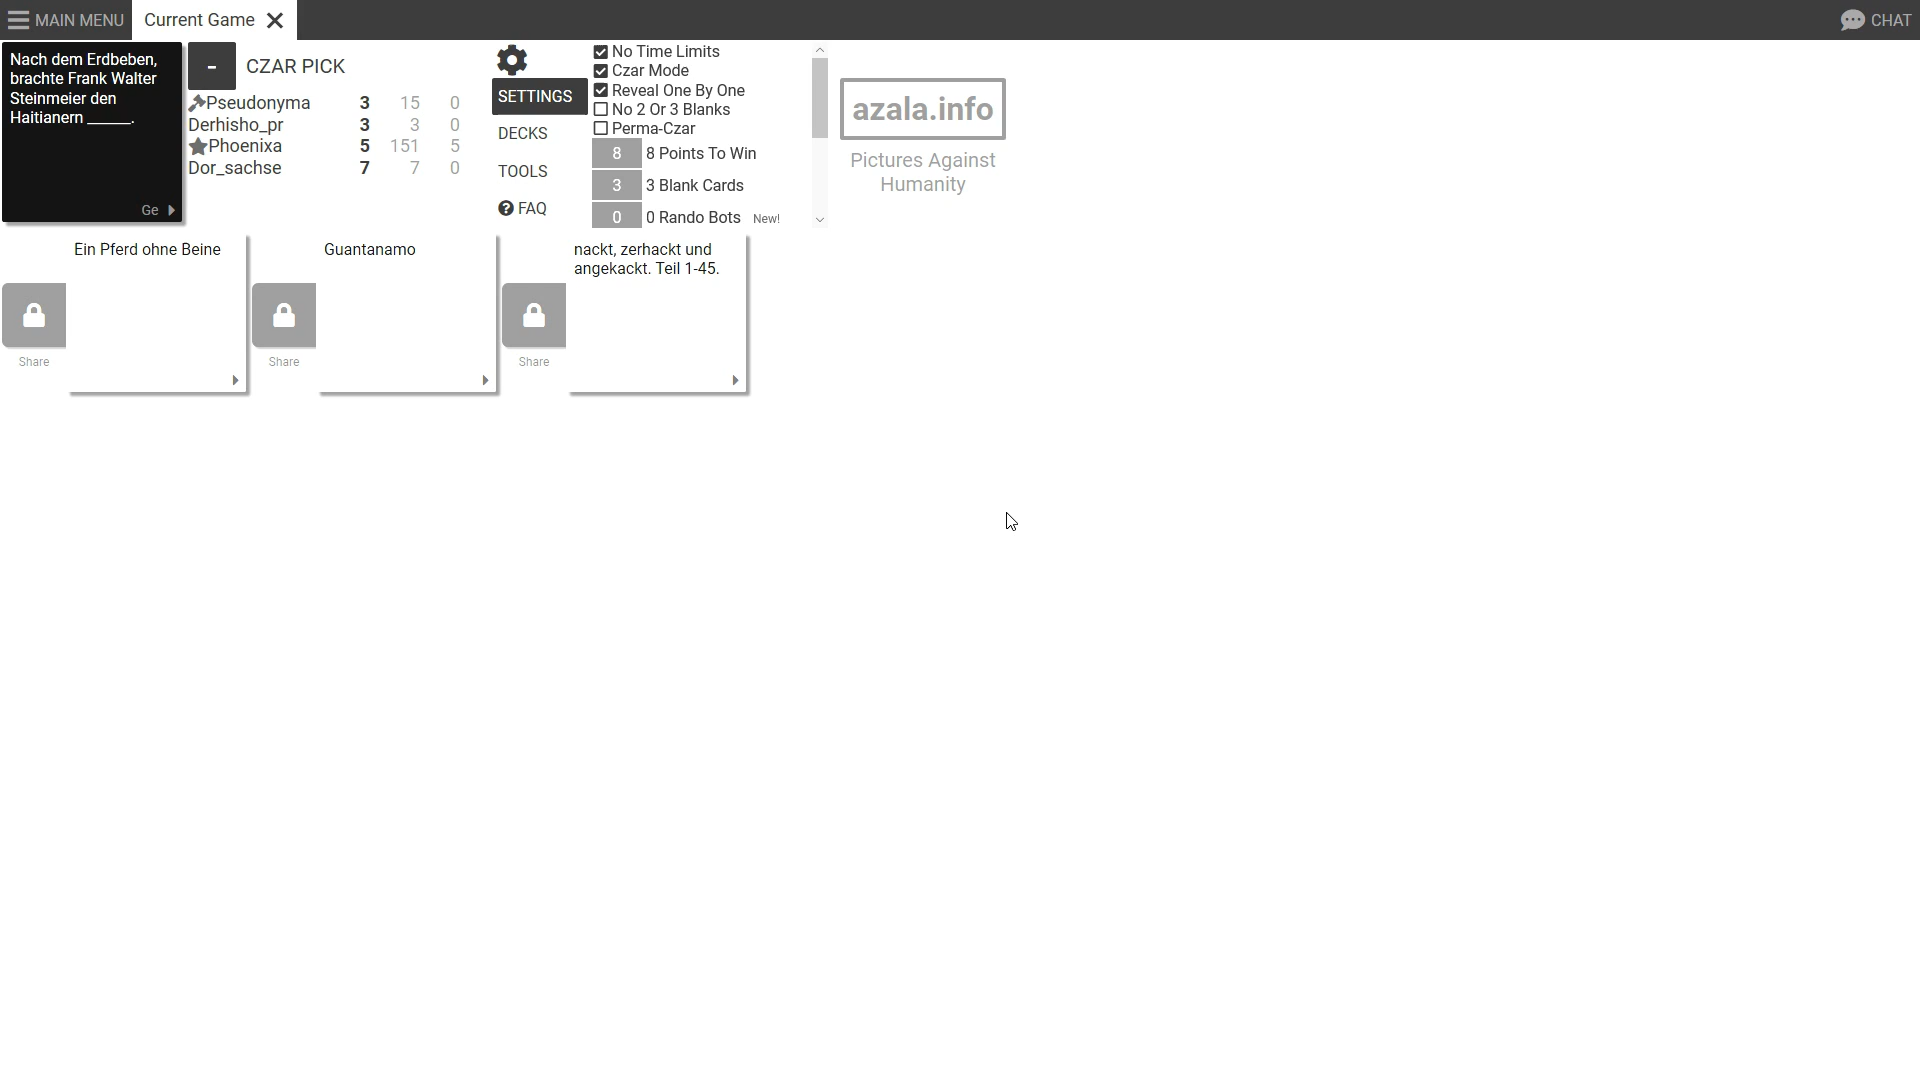 MAIN MENU
Current Game
CHAT
Nach dem Erdbeben,
brachte Frank Walter
Steinmeier den
Haitianern ______.
Ge
-
CZAR PICK
Pseudonyma 3 15 0
Derhisho_pr 3 3 0
Phoenixa 5 151 5
Dor_sachse 7 7 0
SETTINGS
DECKS
TOOLS
FAQ
No Time Limits
Czar Mode
Reveal One By One
No 2 Or 3 Blanks
Perma-Czar
8 8 Points To Win
3 3 Blank Cards
0 0 Rando Bots New!
azala.info
Pictures Against
Humanity
Ein Pferd ohne Beine
Share
Guantanamo
Share
nackt, zerhackt und
angekackt. Teil 1-45.
Share